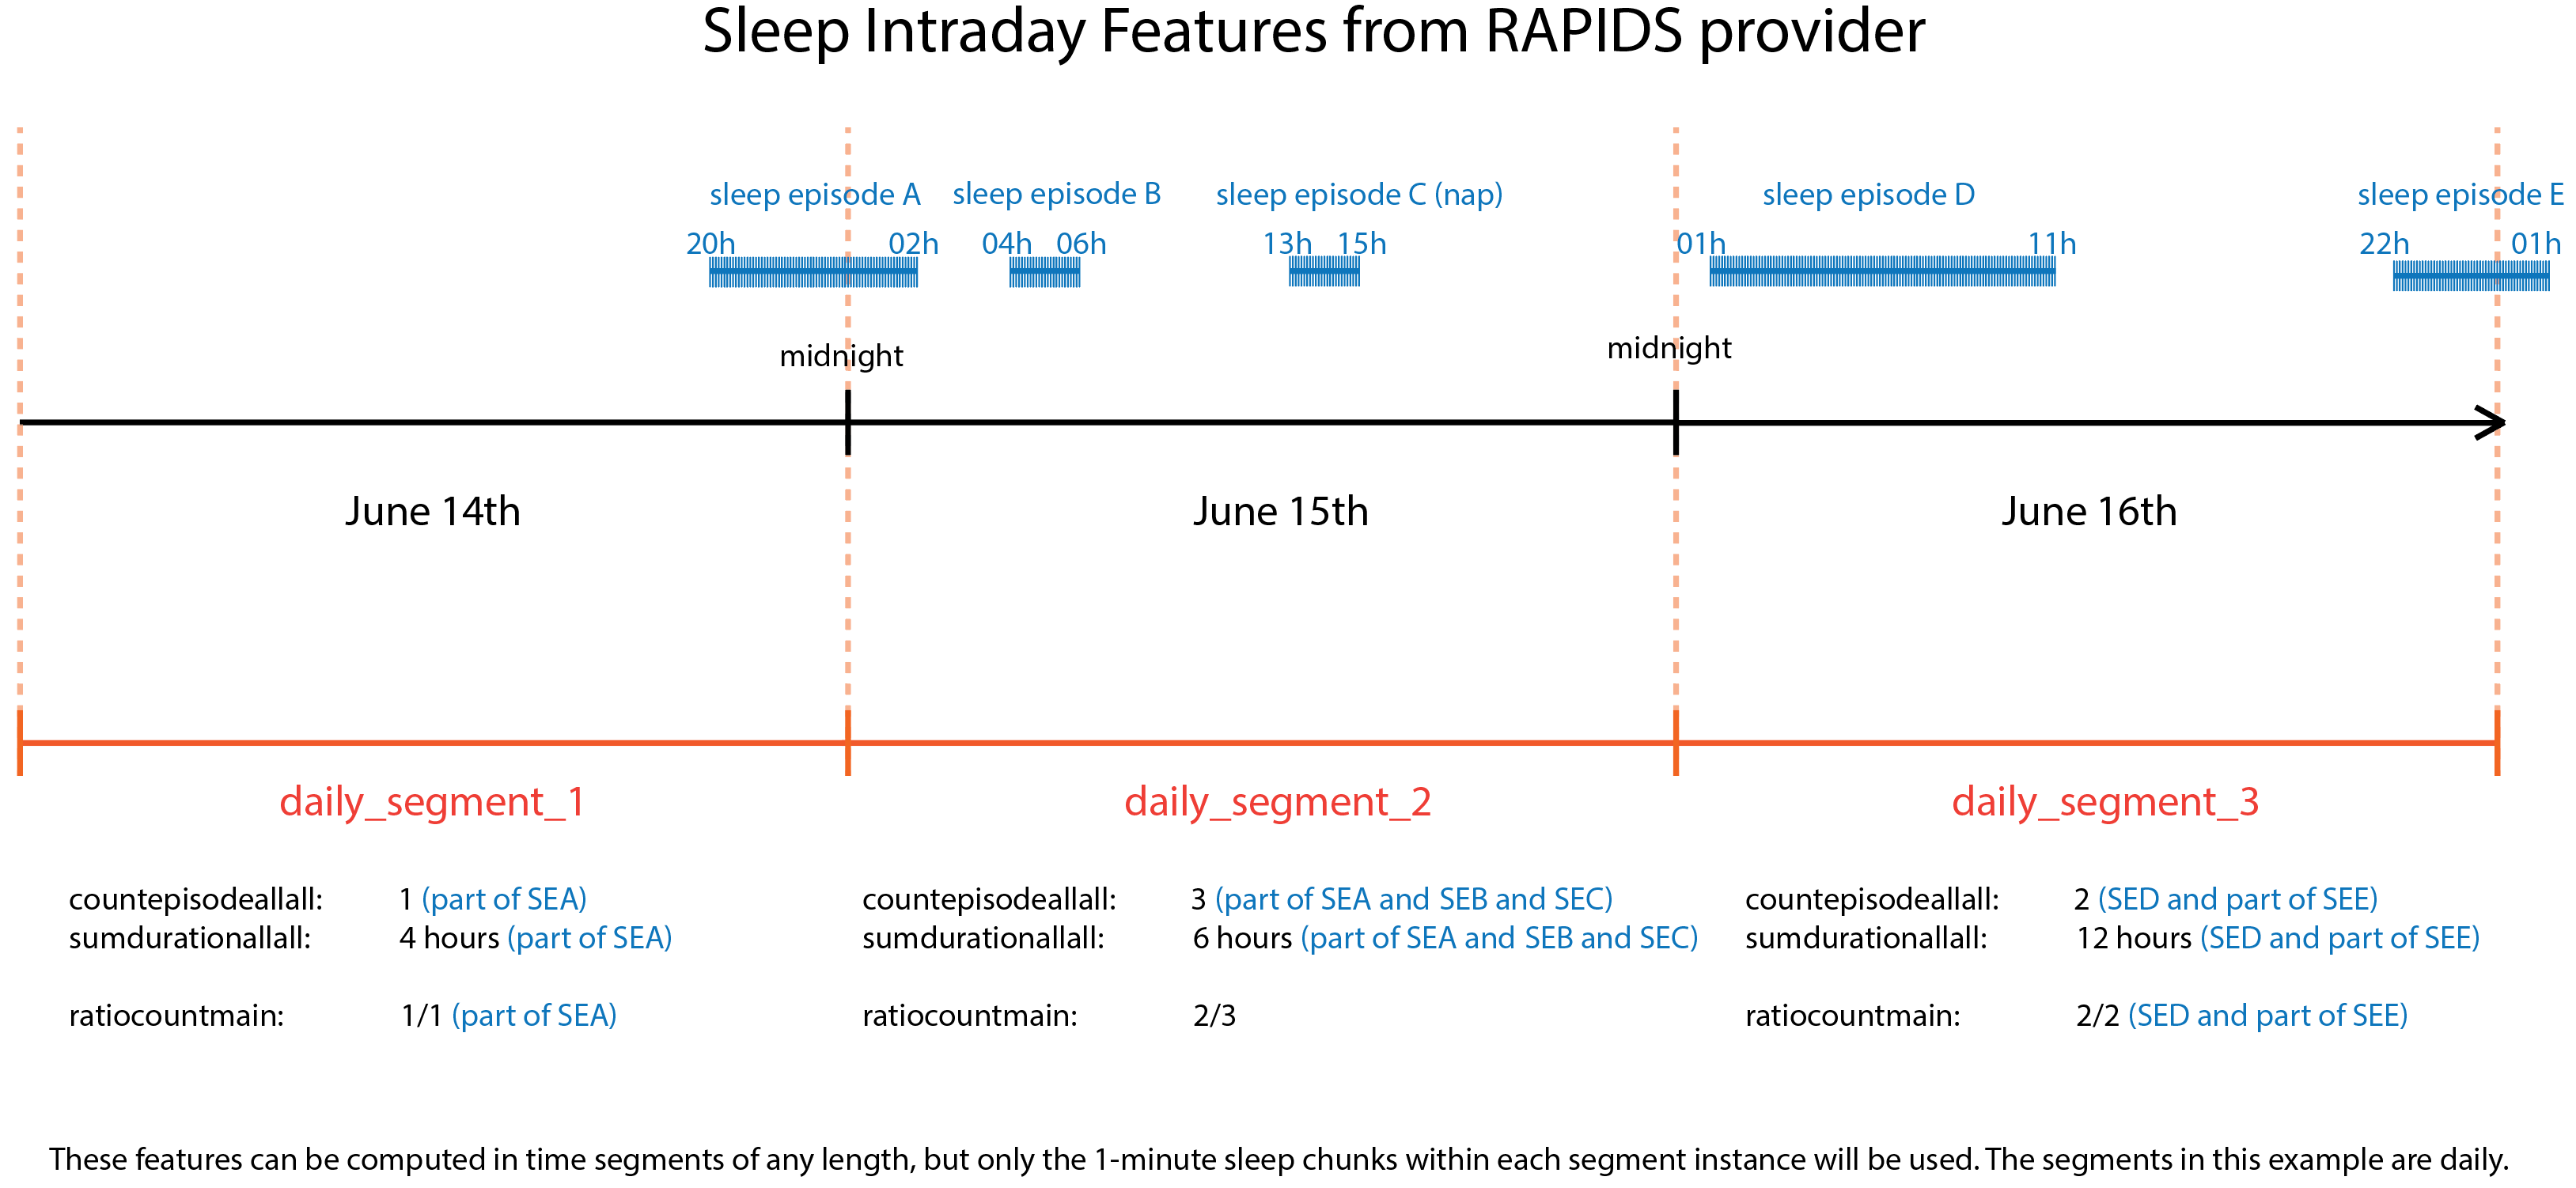 Sleep Intraday Features from RAPIDS provider
sleep episode A
sleep episode B
sleep episode C (nap)
sleep episode D
sleep episode E
20h
02h
04h
06h
13h
15h
01h
11h
22h
01h
midnight
midnight
June 14th
June 15th
June 16th
daily_segment_1
daily_segment_2
daily_segment_3
countepisodeallall: 1 (part of SEA)
sumdurationallall: 4 hours (part of SEA)
ratiocountmain: 1/1 (part of SEA)
countepisodeallall: 3 (part of SEA and SEB and SEC)
sumdurationallall: 6 hours (part of SEA and SEB and SEC)
ratiocountmain: 2/3
countepisodeallall: 2 (SED and part of SEE)
sumdurationallall: 12 hours (SED and part of SEE)
ratiocountmain: 2/2 (SED and part of SEE)
These features can be computed in time segments of any length, but only the 1-minute sleep chunks within each segment instance will be used. The segments in this example are daily.